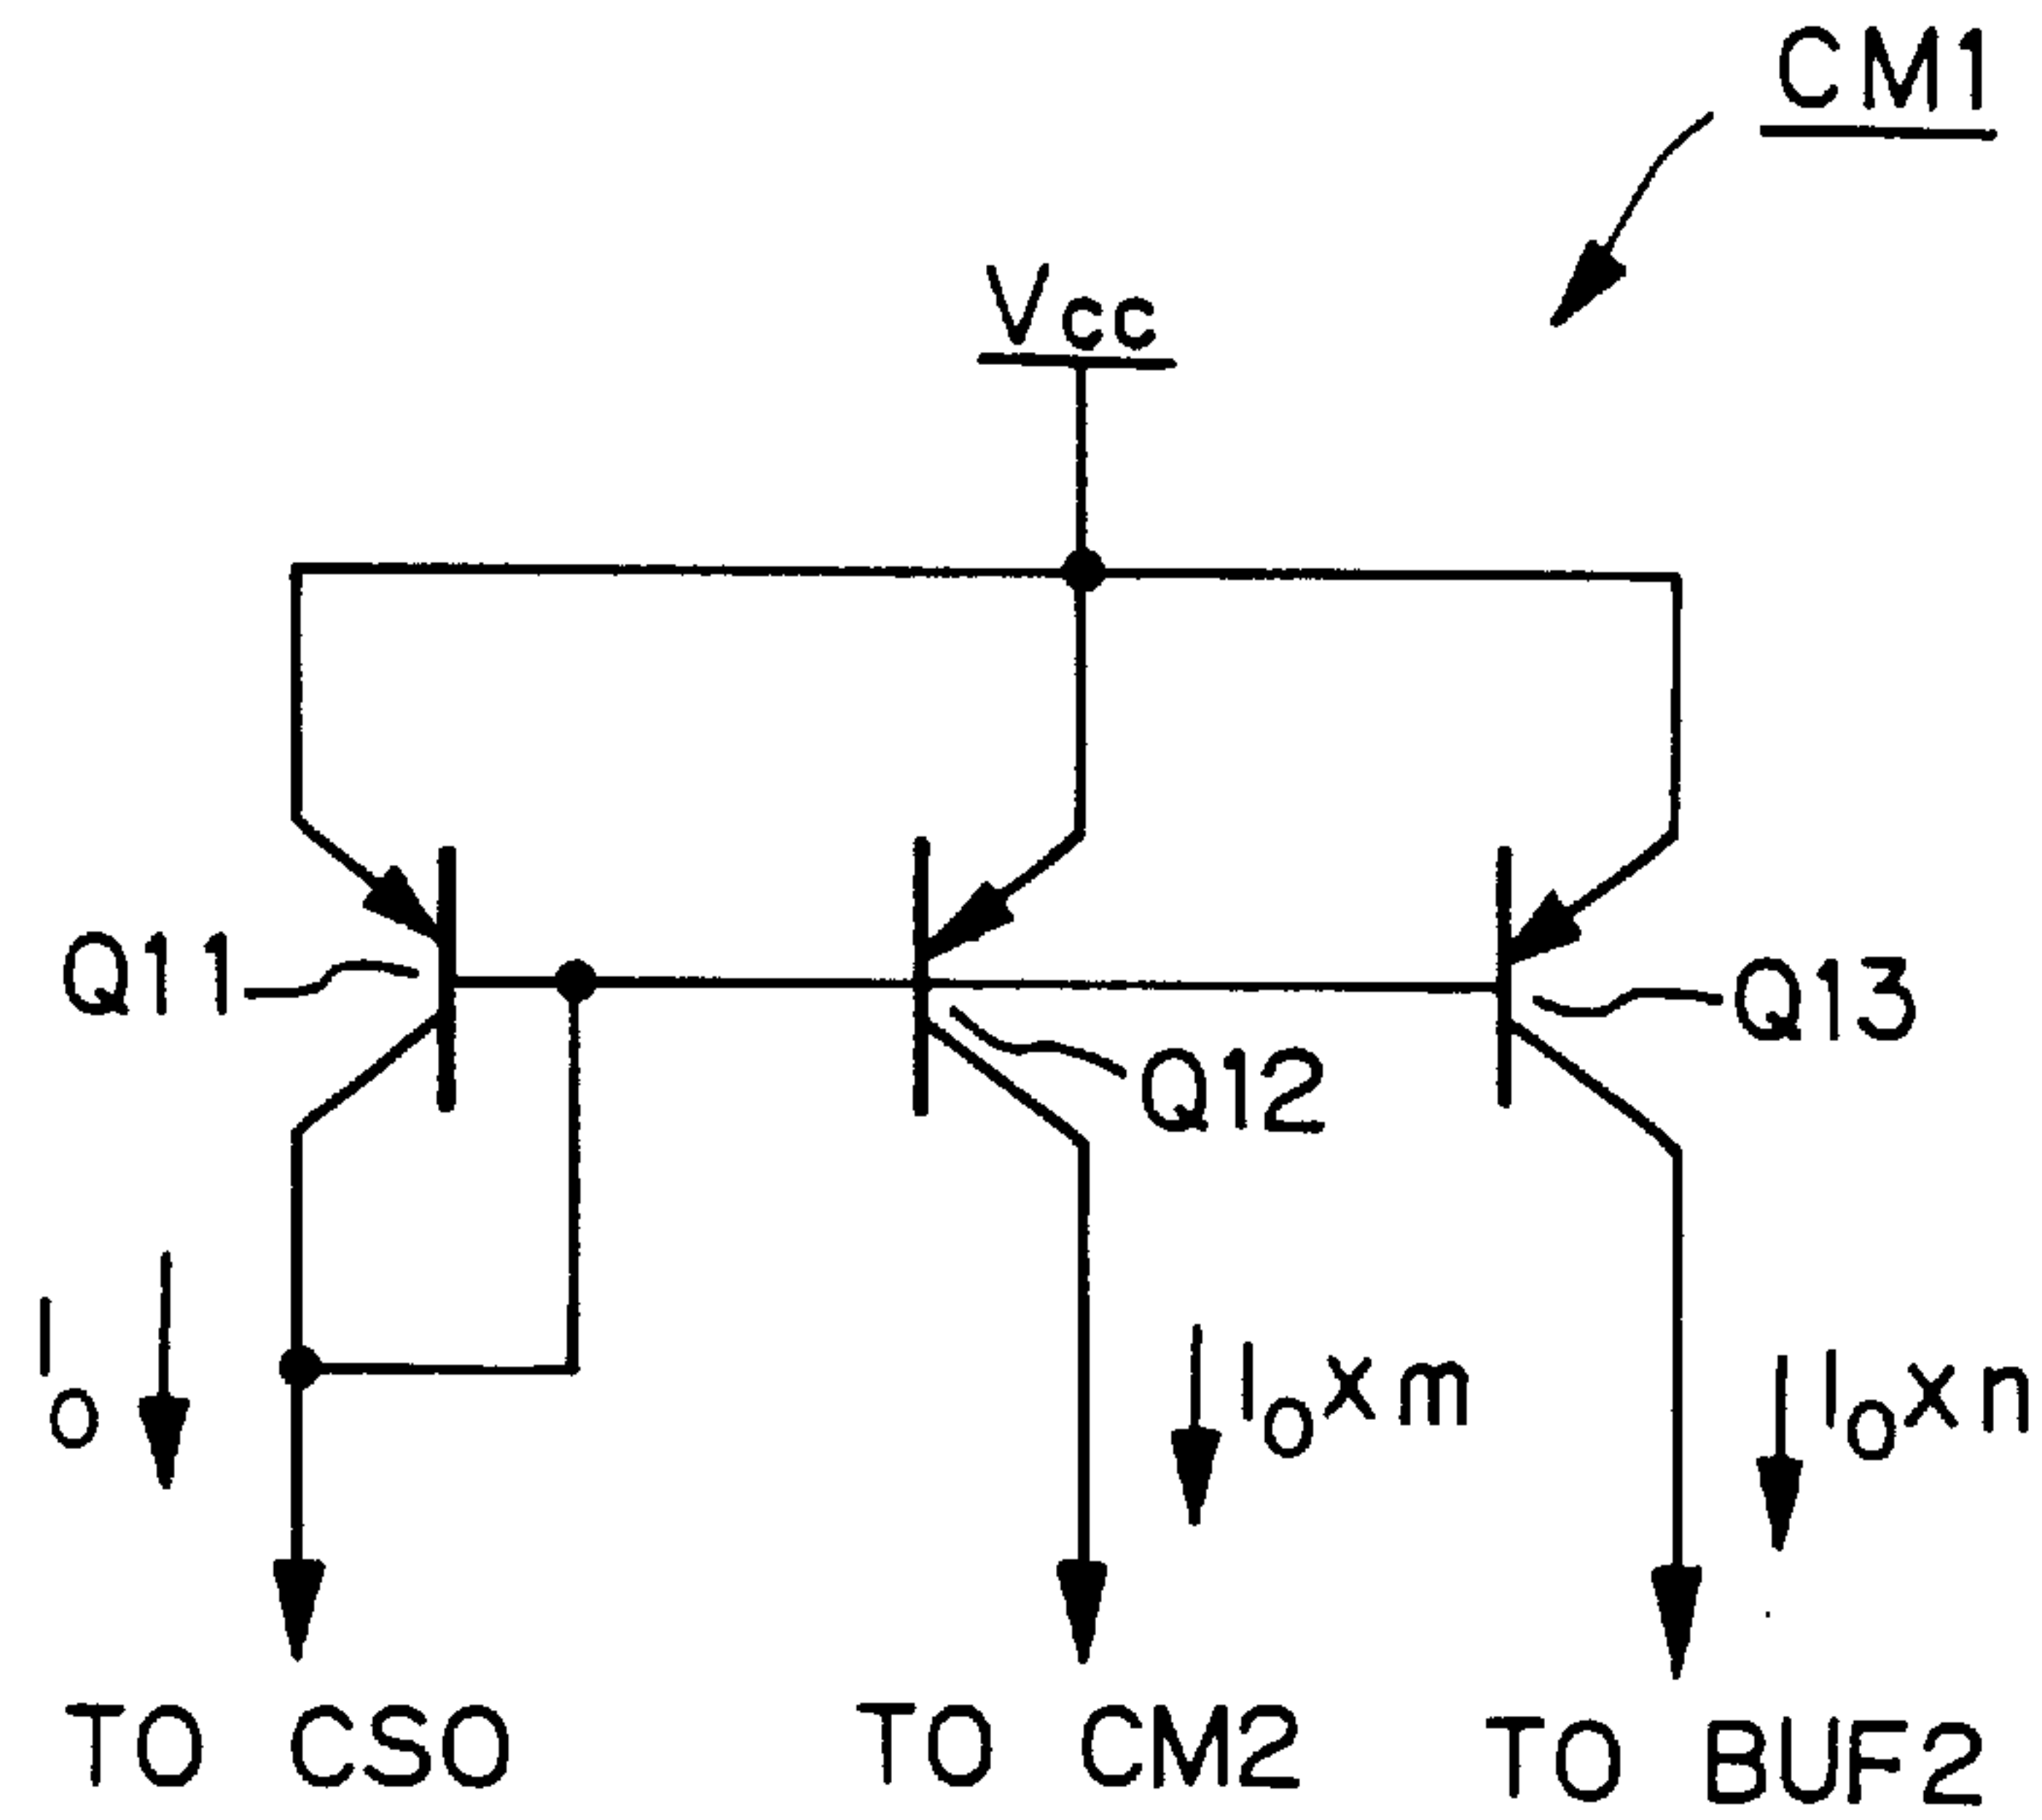 CM1
Vcc
Q11
Q12
Q13
Io
Io x m
Io x n
TO CSO
TO CM2
TO BUF2